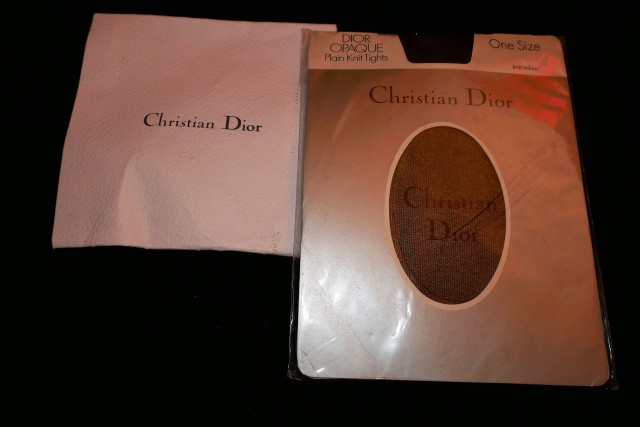 Christian Dior
DIOR
OPAQUE
Plain Knit Tights
One Size
Christian Dior
Christian
Dior